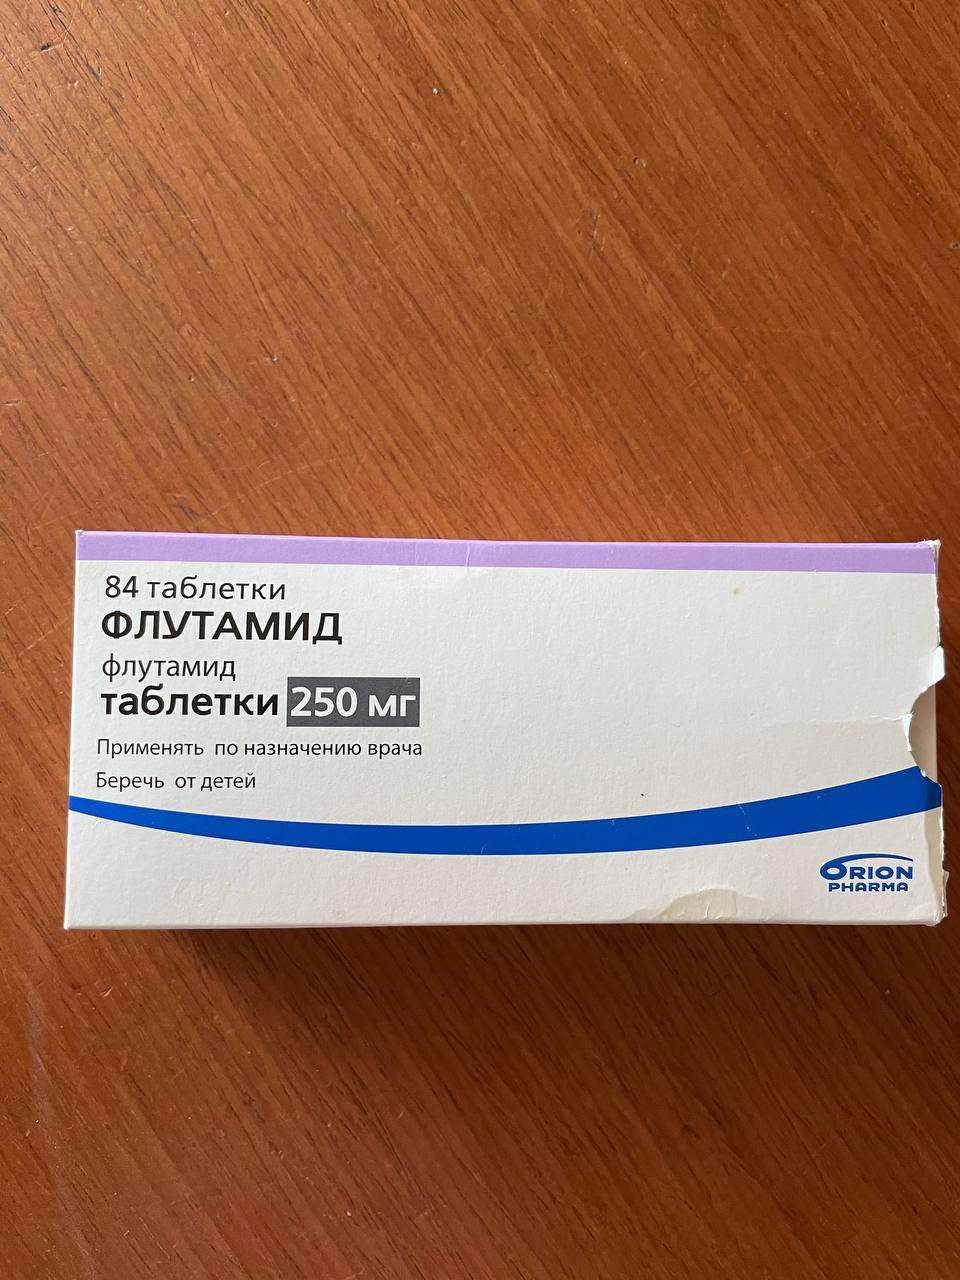 84 таблетки
ФЛУТАМИД
флутамид
таблетки 250 мг
Применять по назначению врача
Беречь от детей
ORION
PHARMA